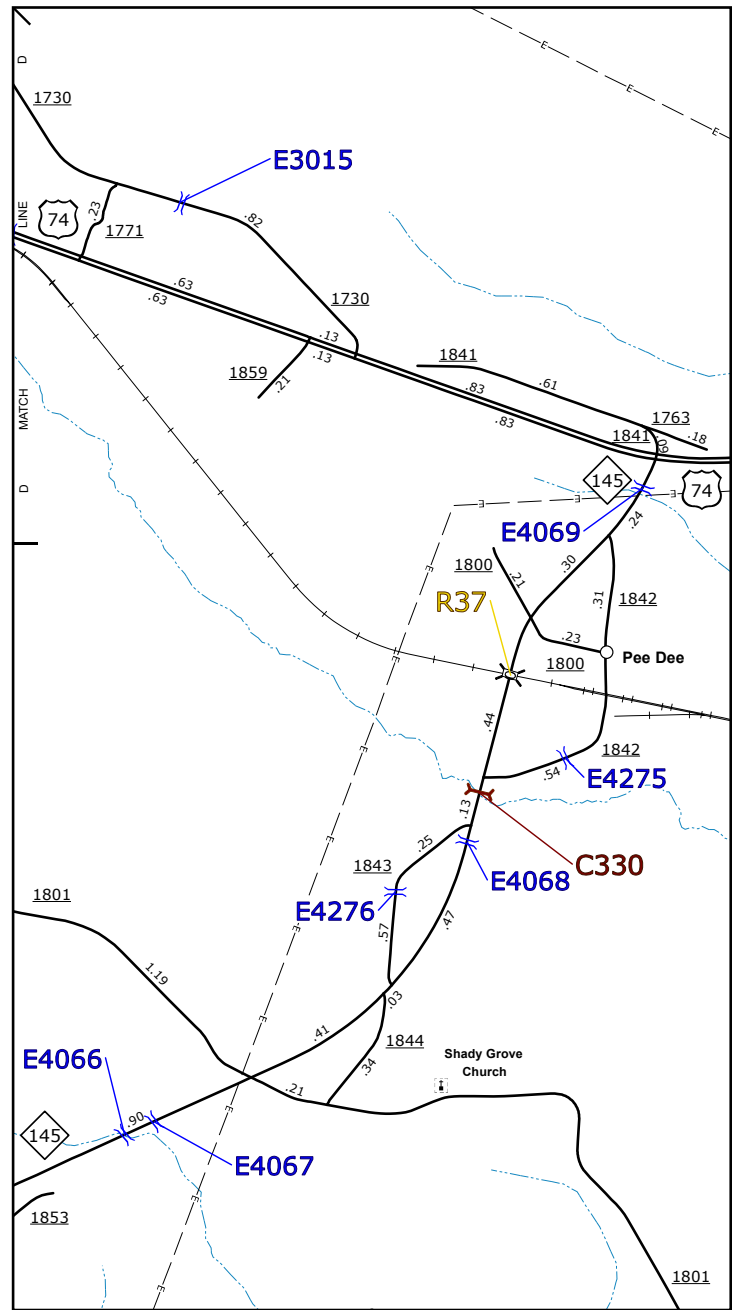 D
E
1730
E
E
E3015
.23
LINE
74
1771
.82
.63
.63
1730
.13
.13
1841
1859
.21
.83
.61
.83
MATCH
1763
1841
.18
.09
145
D
E
E
E
74
E4069
.24
1800
.30
E
.21
R37
.31
1842
.23
E
1800
Pee Dee
.44
E
1842
.54
E4275
.13
E
.25
C330
1843
E4068
E4276
1801
.47
.57
E
1.19
.03
E
.41
1844
Shady Grove
Church
E4066
.34
.21
E
.90
145
E4067
E
1853
1801
E